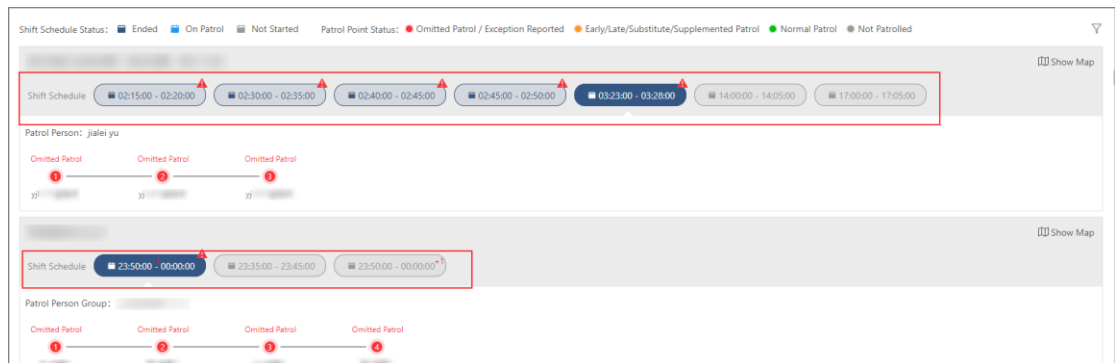 Shift Schedule Status: Ended On Patrol Not Started Patrol Point Status: Omitted Patrol / Exception Reported Early/Late/Substitute/Supplemented Patrol Normal Patrol Not Patrolled
Show Map
Shift Schedule 02:15:00 - 02:20:00 02:30:00 - 02:35:00 02:40:00 - 02:45:00 02:45:00 - 02:50:00 03:23:00 - 03:28:00 14:00:00 - 14:05:00 17:00:00 - 17:05:00
Patrol Person: jialei yu
Omitted Patrol Omitted Patrol Omitted Patrol
1 2 3
Show Map
Shift Schedule 23:50:00 - 00:00:00 23:35:00 - 23:45:00 23:50:00 - 00:00:00 +1
Patrol Person Group:
Omitted Patrol Omitted Patrol Omitted Patrol Omitted Patrol
1 2 3 4